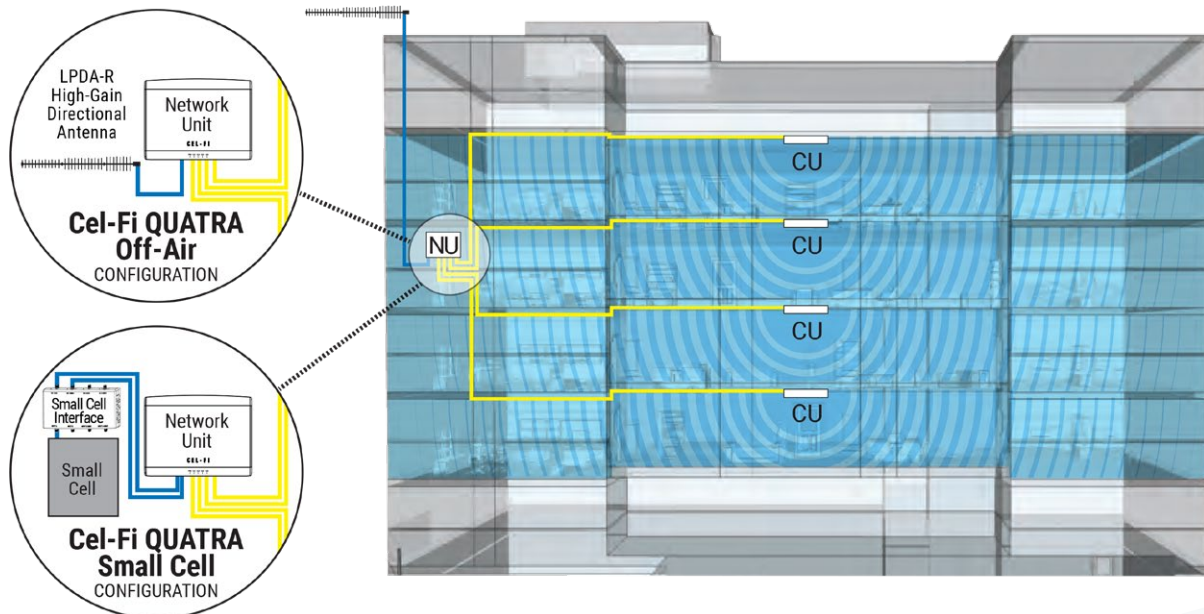 LPDA-R
High-Gain
Directional
Antenna
Network
Unit
CEL-FI
Cel-Fi QUATRA
Off-Air
CONFIGURATION
Small Cell
Interface
Small
Cell
Network
Unit
CEL-FI
Cel-Fi QUATRA
Small Cell
CONFIGURATION
NU
CU
CU
CU
CU